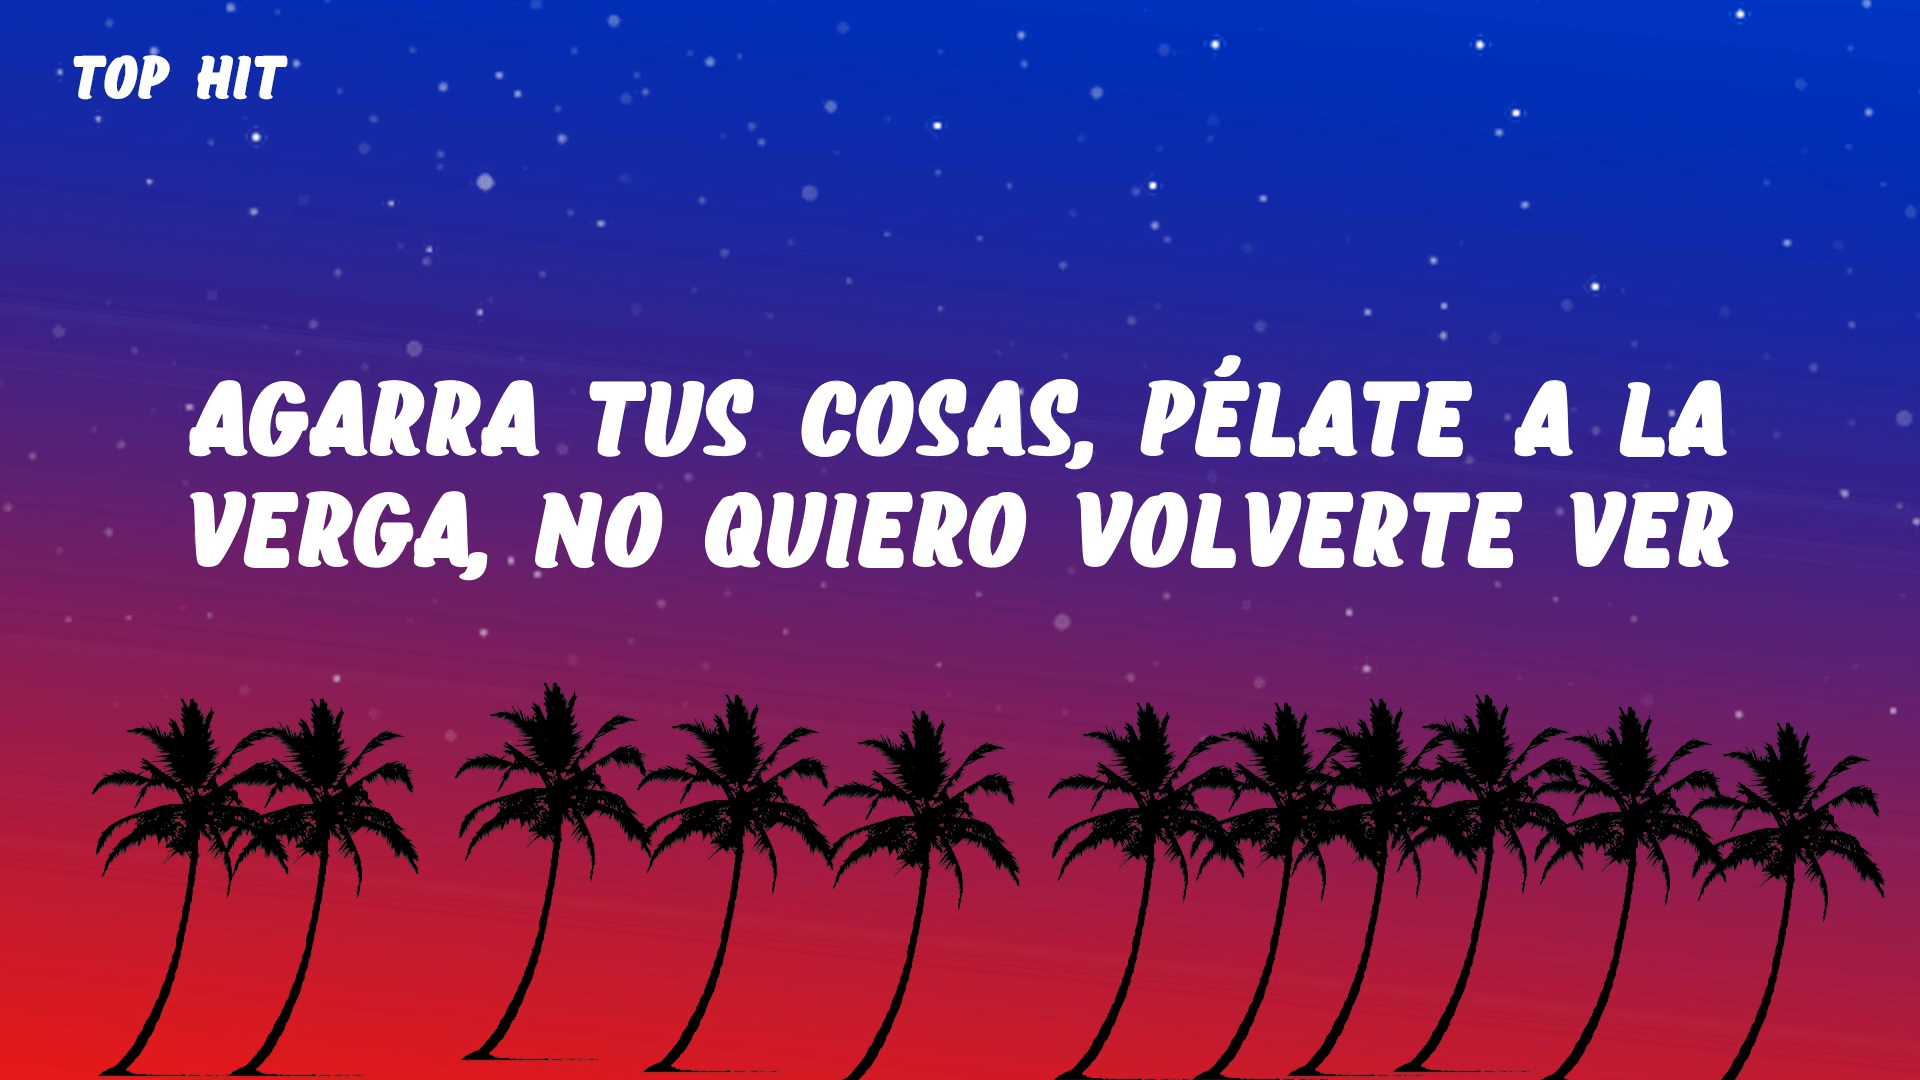 TOP HIT
AGARRA TUS COSAS, PÉLATE A LA
VERGA, NO QUIERO VOLVERTE VER